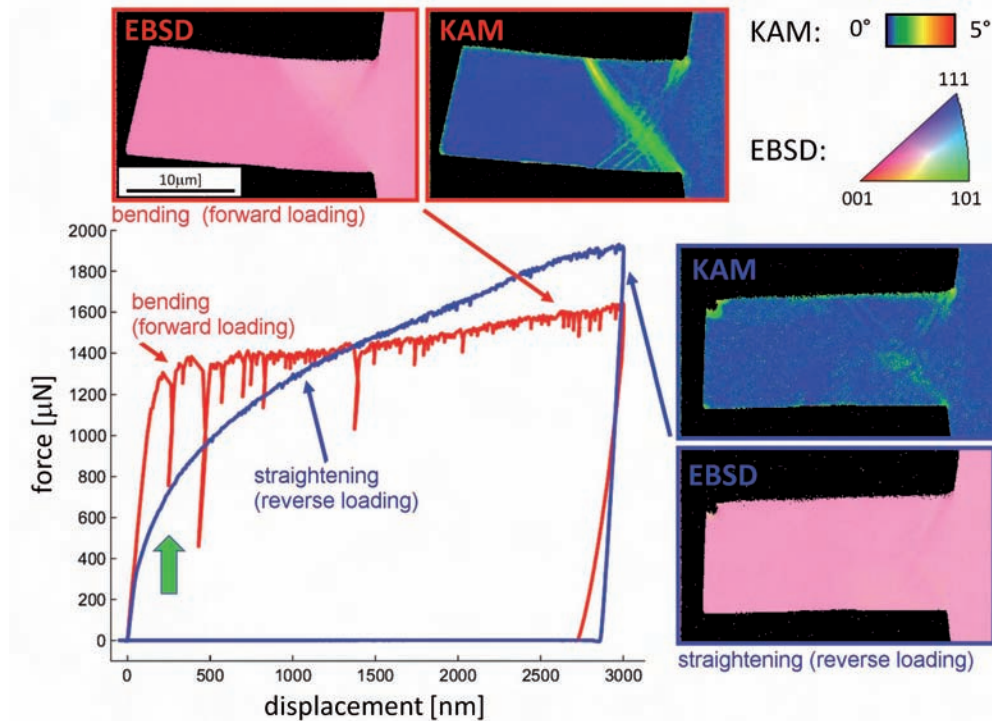 EBSD
KAM
KAM: 0° 5°
111
EBSD:
001 101
10µm]
bending (forward loading)
2000
1800
1600
1400
1200
1000
800
600
400
200
0
force [µN]
bending
(forward loading)
straightening
(reverse loading)
0 500 1000 1500 2000 2500 3000
displacement [nm]
KAM
EBSD
straightening (reverse loading)